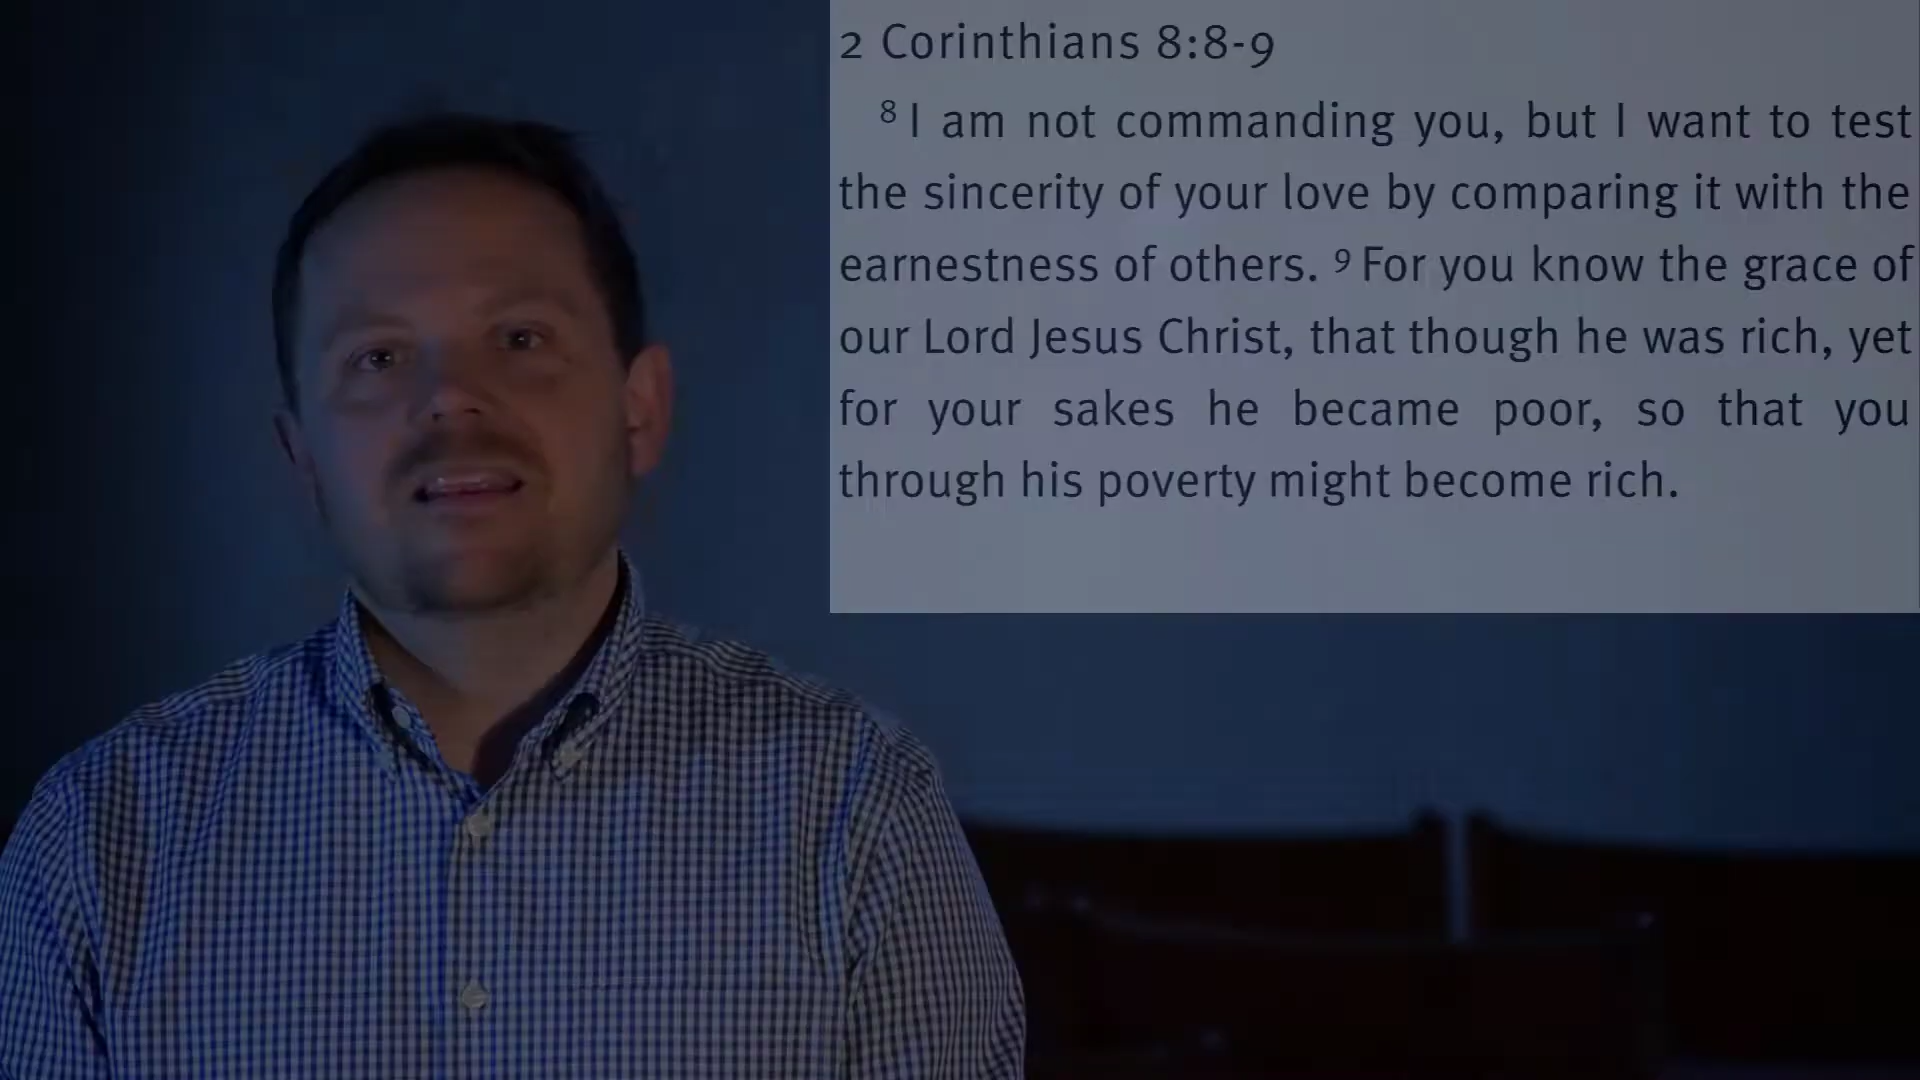 2 Corinthians 8:8-9
8 I am not commanding you, but I want to test
the sincerity of your love by comparing it with the
earnestness of others. 9 For you know the grace of
our Lord Jesus Christ, that though he was rich, yet
for your sakes he became poor, so that you
through his poverty might become rich.